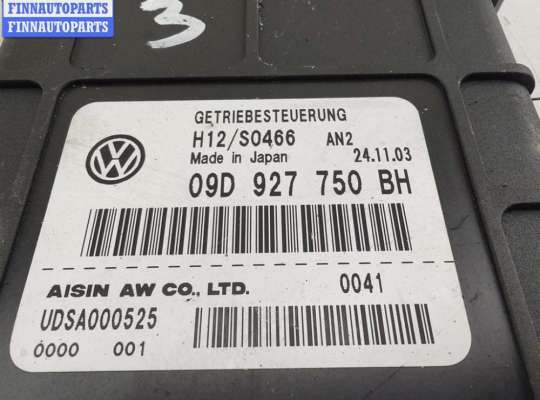 FINNAUTOPARTS
FINNAUTOPARTS
3
GETRIEBESTEUERUNG
H12/S0466 AN2
Made in Japan 24.11.03
09D 927 750 BH
AISIN AW CO., LTD. 0041
UDSA000525
0000 001